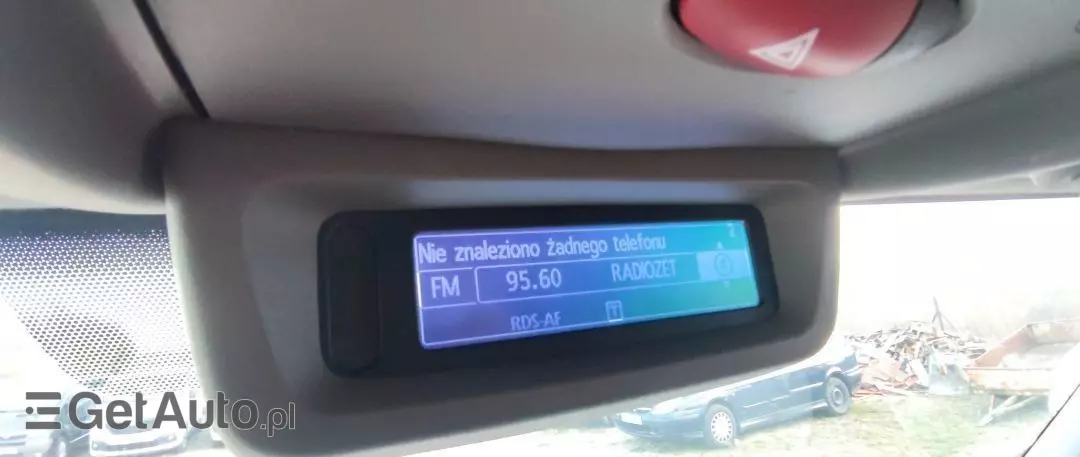 Nie znaleziono żadnego telefonu
FM 95.60 RADIOZET
RDS-AF T
GetAuto.pl